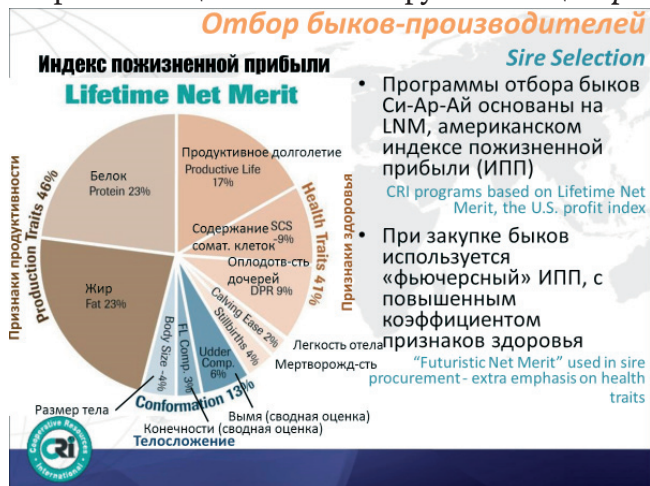 Отбор быков-производителей
Sire Selection
Индекс пожизненной прибыли
Lifetime Net Merit
Белок
Protein 23%
Продуктивное долголетие
Productive Life
17%
Содержание SCS
сомат. клеток -9%
Оплодотв-сть
дочерей
DPR 9%
Calving Ease 2%
Stillbirths 4%
Легкость отела
Мертворожд-сть
Udder
Comp.
6%
FL Comp. 3%
Body Size -4%
Жир
Fat 23%
Признаки продуктивности
Production Traits 46%
Health Traits 41%
Признаки здоровья
Conformation 13%
Размер тела
Вымя (сводная оценка)
Конечности (сводная оценка)
Телосложение
• Программы отбора быков
Си-Ар-Ай основаны на
LNM, американском
индексе пожизненной
прибыли (ИПП)
CRI programs based on Lifetime Net
Merit, the U.S. profit index
• При закупке быков
используется
«фьючерсный» ИПП, с
повышенным
коэффициентом
признаков здоровья
"Futuristic Net Merit" used in sire
procurement - extra emphasis on health
traits
Cooperative Resources
CRi
International